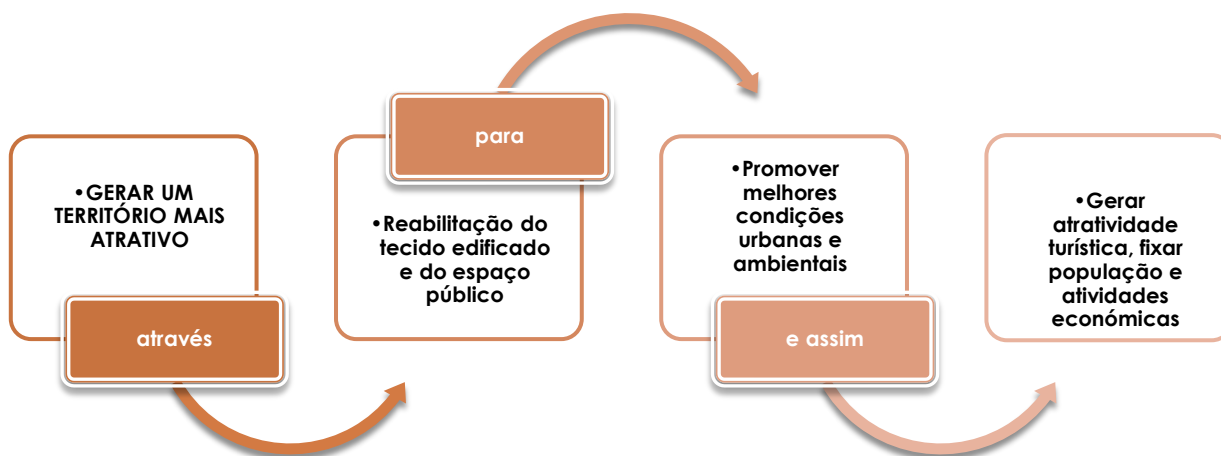 •GERAR UM
TERRITÓRIO MAIS
ATRATIVO
através
para
•Reabilitação do
tecido edificado
e do espaço
público
•Promover
melhores
condições
urbanas e
ambientais
e assim
•Gerar
atratividade
turística, fixar
população e
atividades
económicas